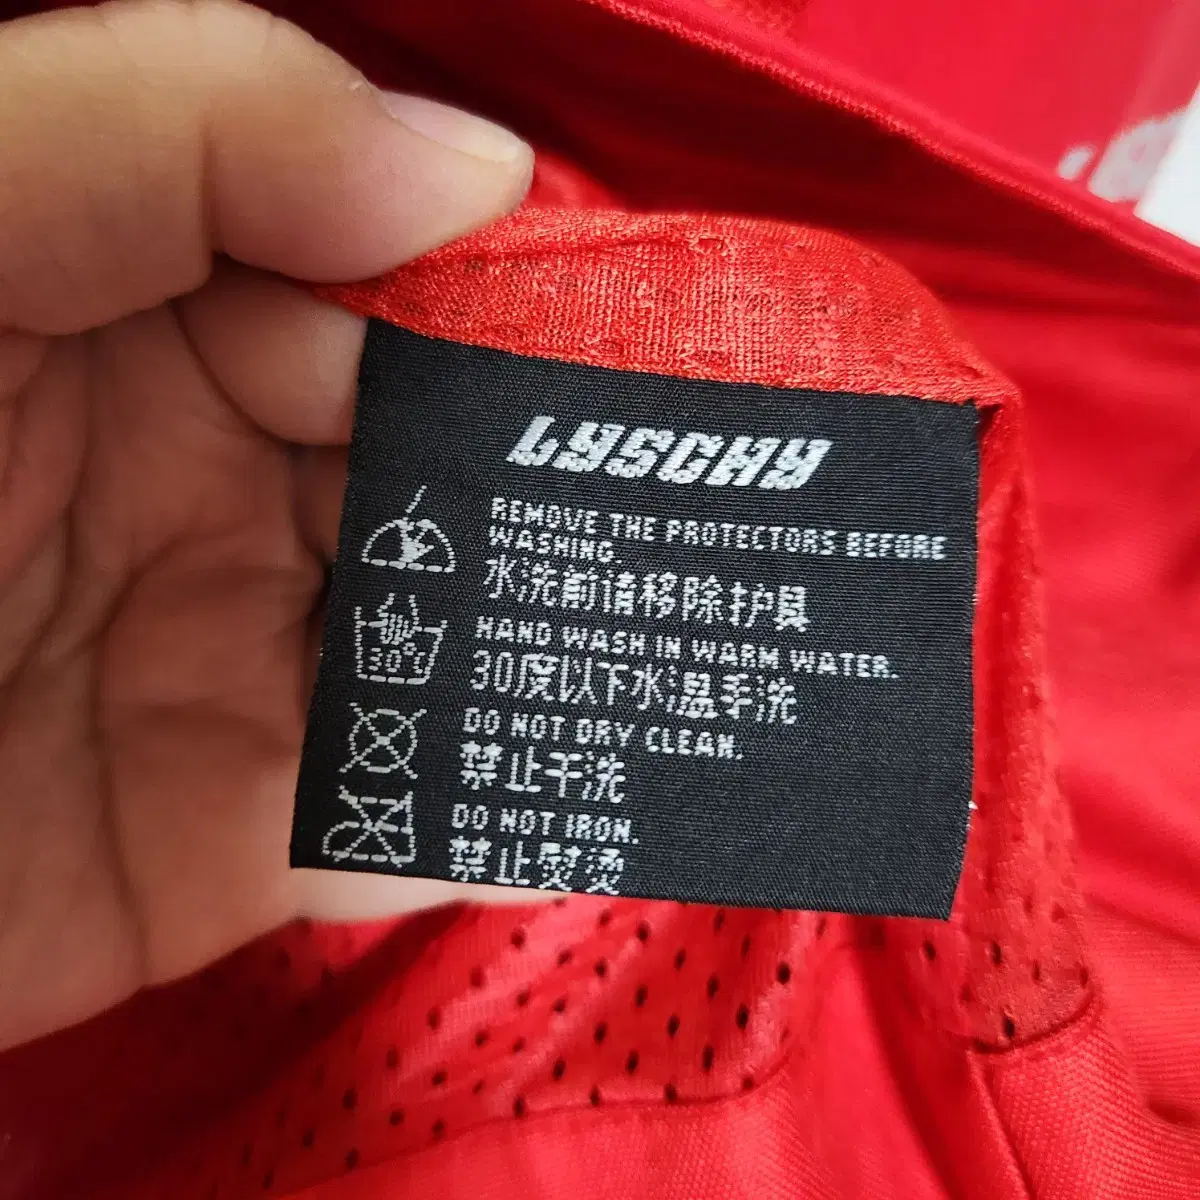 LYSCHY
REMOVE THE PROTECTORS BEFORE
WASHING.
水洗前请移除护具
HAND WASH IN WARM WATER.
30°C
30度以下水温手洗
DO NOT DRY CLEAN.
禁止干洗
DO NOT IRON.
禁止熨烫